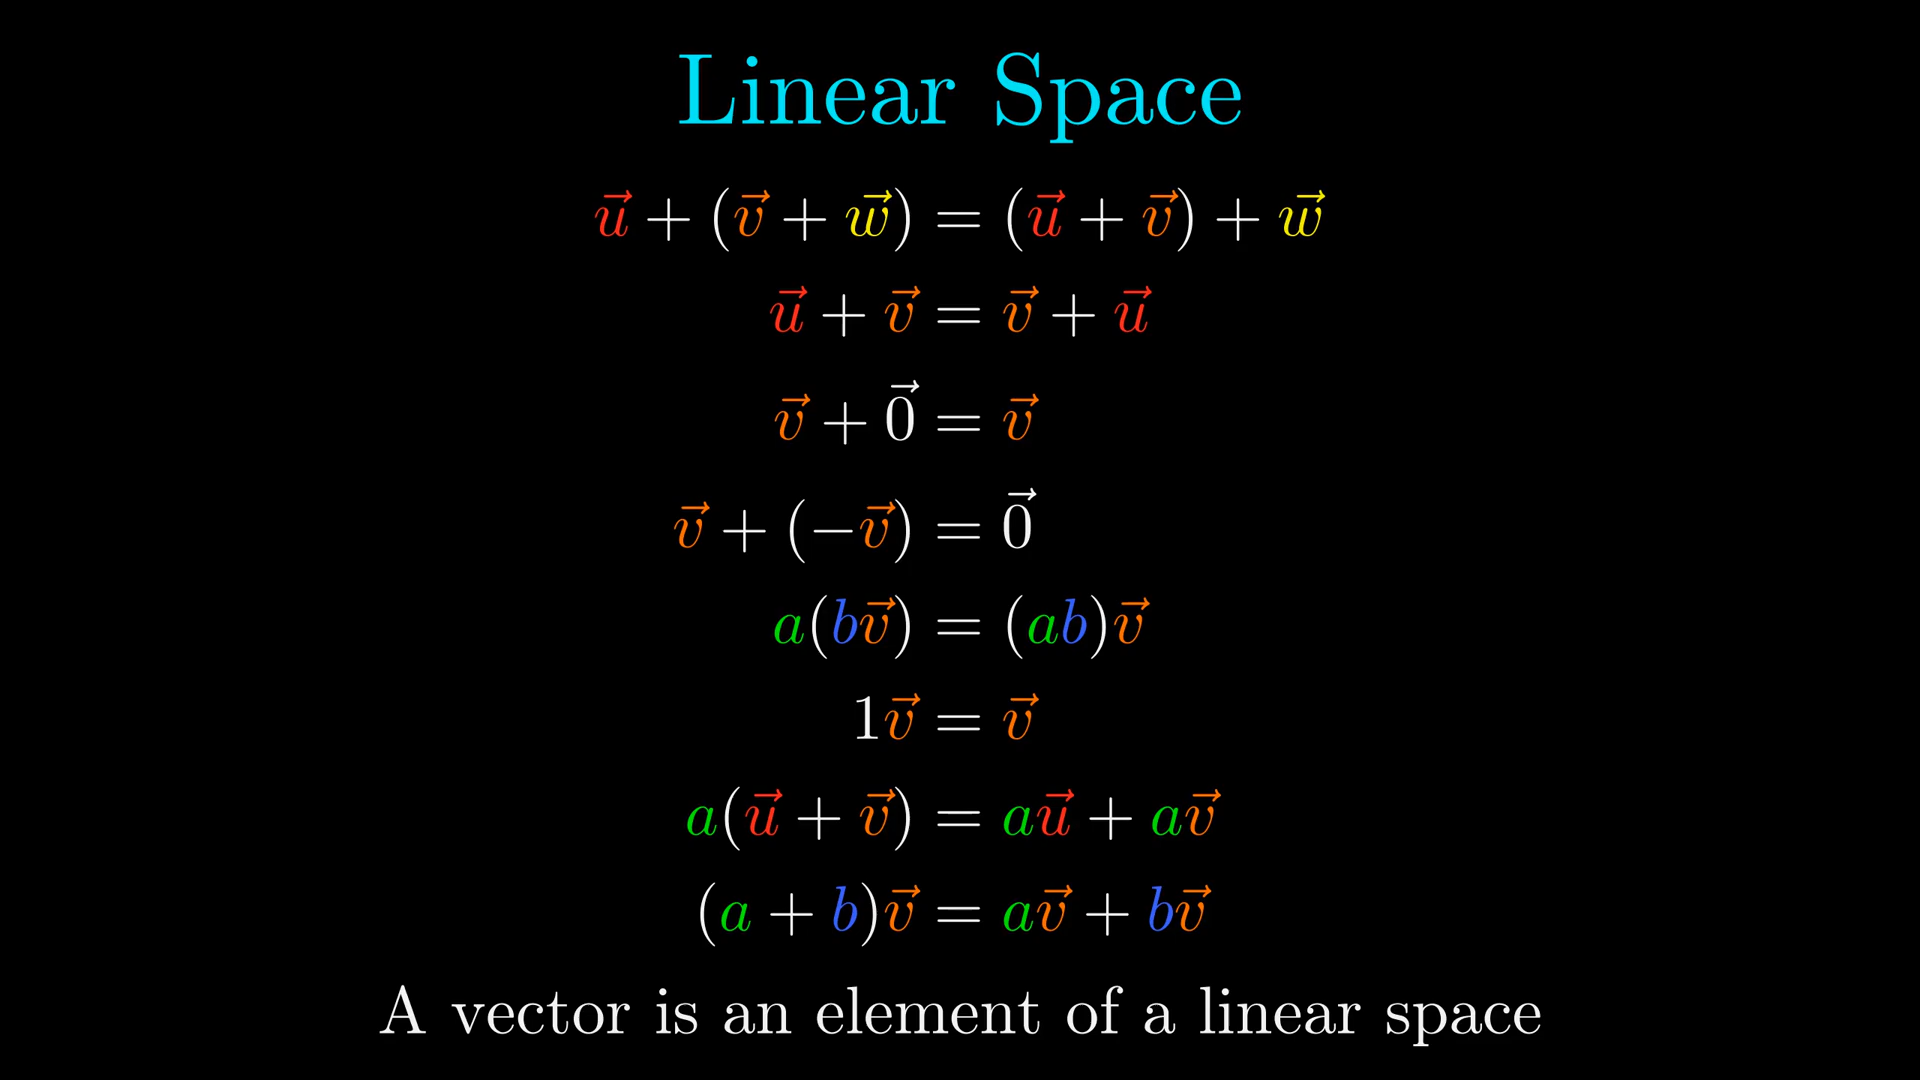 Linear Space
u⃗ + (v⃗ + w⃗) = (u⃗ + v⃗) + w⃗
u⃗ + v⃗ = v⃗ + u⃗
v⃗ + 0⃗ = v⃗
v⃗ + (−v⃗) = 0⃗
a(bv⃗) = (ab)v⃗
1v⃗ = v⃗
a(u⃗ + v⃗) = au⃗ + av⃗
(a + b)v⃗ = av⃗ + bv⃗
A vector is an element of a linear space